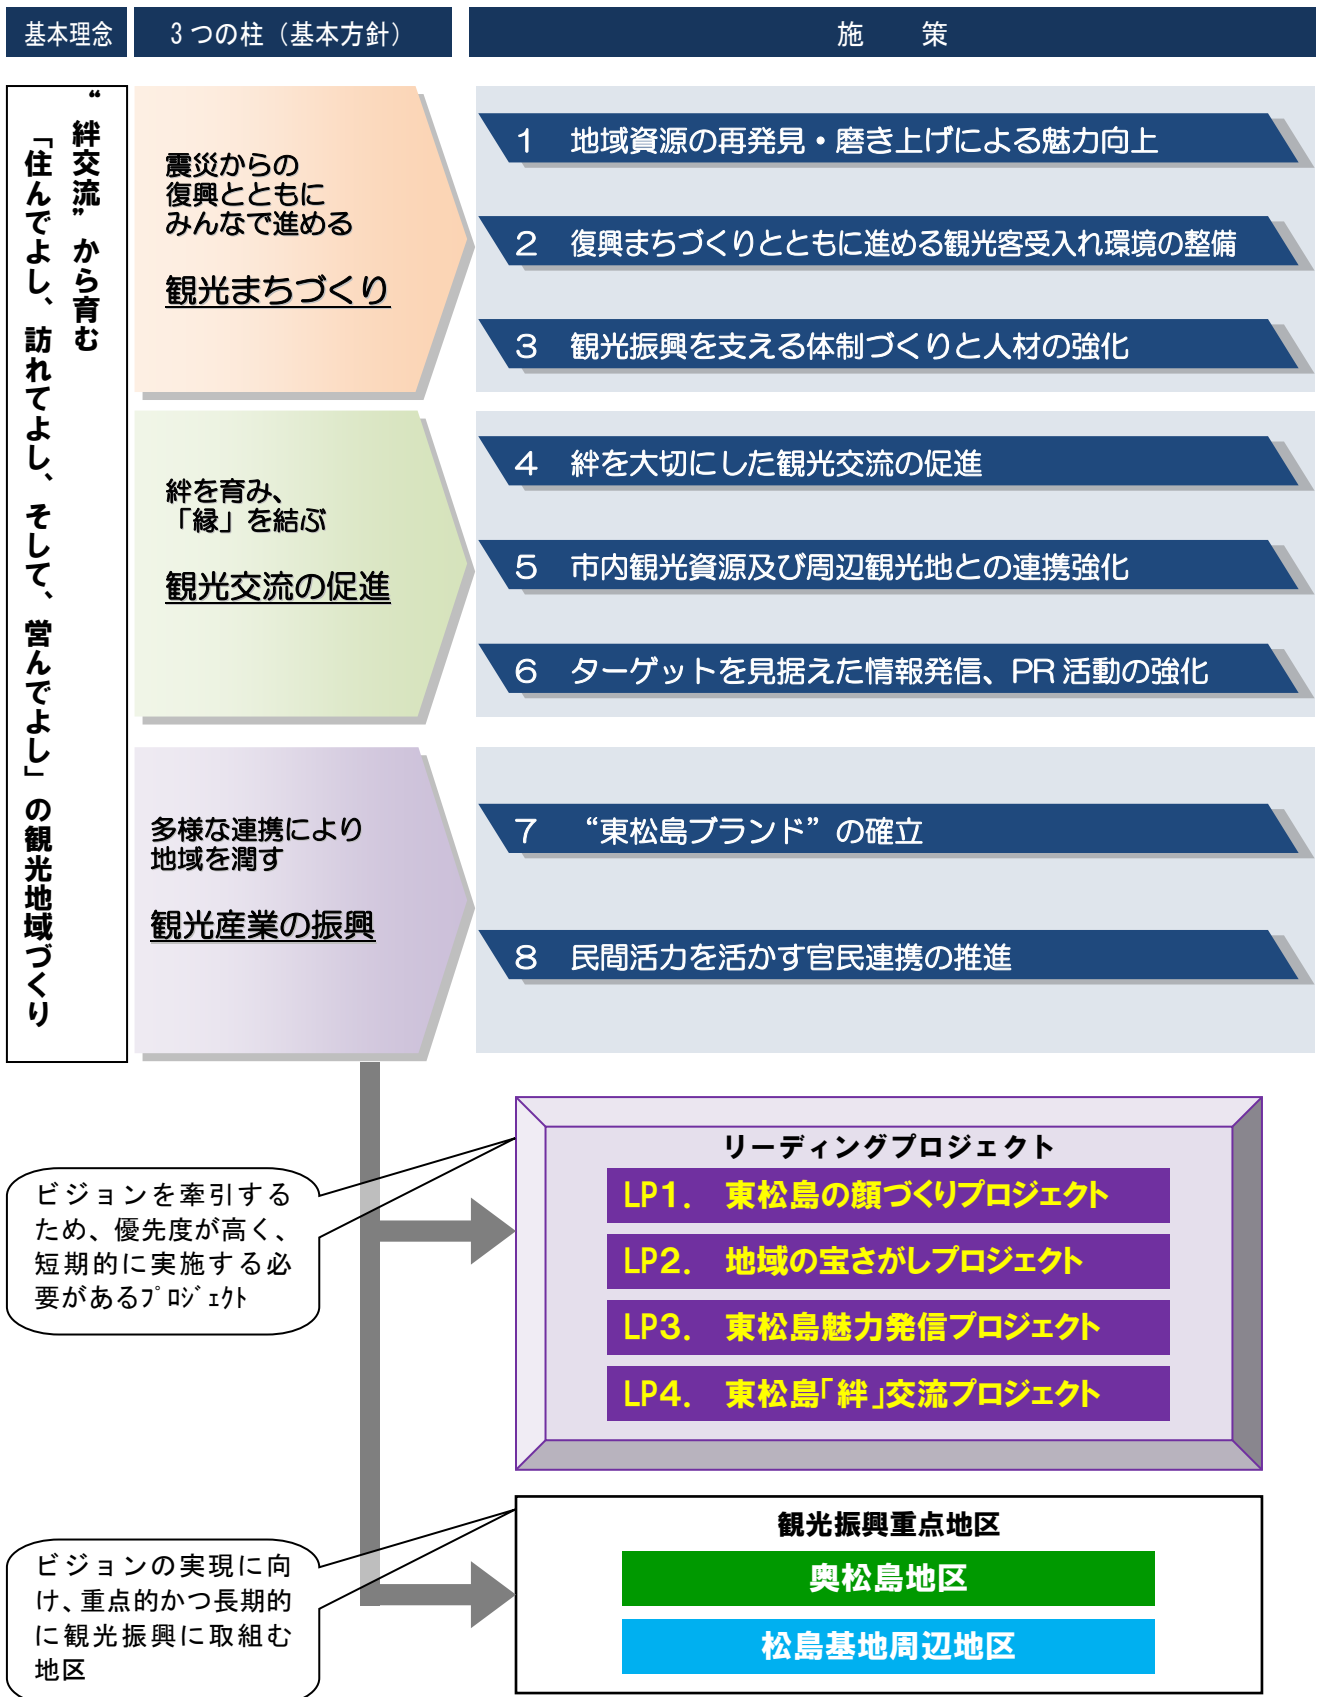 基本理念
3つの柱（基本方針）
施　策
“絆交流”から育む
「住んでよし、訪れてよし、そして、営んでよし」の観光地域づくり
震災からの
復興とともに
みんなで進める
観光まちづくり
1　地域資源の再発見・磨き上げによる魅力向上
2　復興まちづくりとともに進める観光客受入れ環境の整備
3　観光振興を支える体制づくりと人材の強化
絆を育み、
「縁」を結ぶ
観光交流の促進
4　絆を大切にした観光交流の促進
5　市内観光資源及び周辺観光地との連携強化
6　ターゲットを見据えた情報発信、PR活動の強化
多様な連携により
地域を潤す
観光産業の振興
7　“東松島ブランド”の確立
8　民間活力を活かす官民連携の推進
ビジョンを牽引する
ため、優先度が高く、
短期的に実施する必
要があるﾌﾟﾛｼﾞｪｸﾄ
リーディングプロジェクト
LP1.　東松島の顔づくりプロジェクト
LP2.　地域の宝さがしプロジェクト
LP3.　東松島魅力発信プロジェクト
LP4.　東松島「絆」交流プロジェクト
ビジョンの実現に向
け、重点的かつ長期的
に観光振興に取組む
地区
観光振興重点地区
奥松島地区
松島基地周辺地区